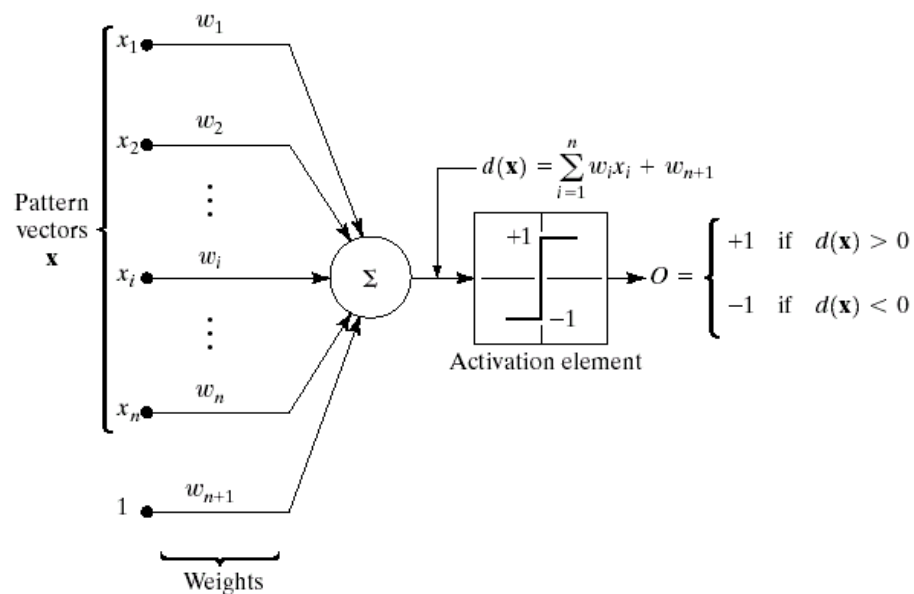 x₁
w₁
x₂
w₂
⋮
Pattern
vectors
x
xᵢ
wᵢ
⋮
xₙ
wₙ
1
wₙ₊₁
Weights
Σ
d(x) = ∑ᵢ₌₁ⁿ wᵢxᵢ + wₙ₊₁
+1
−1
Activation element
O = { +1 if d(x) > 0
−1 if d(x) < 0